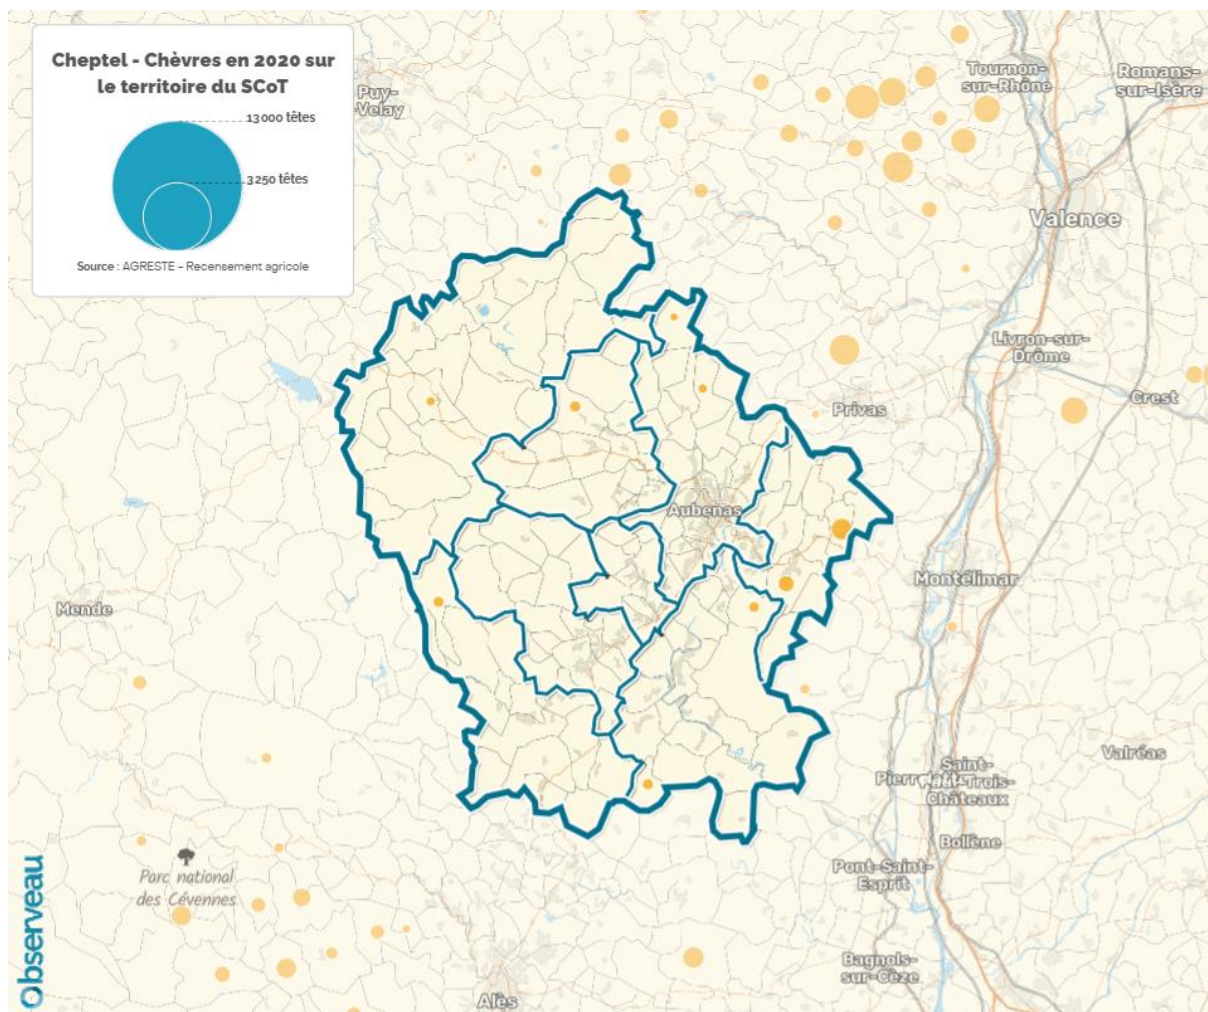 Cheptel - Chèvres en 2020 sur
le territoire du SCoT
13 000 têtes
3 250 têtes
Source : AGRESTE - Recensement agricole
Puy-
-Velay
Tournon-
sur-Rhône
Romans-
sur-Isère
Valence
Livron-sur-
Drôme
Crest
Privas
Aubenas
Montélimar
Mende
Valréas
Saint-
Paul-Trois-
Châteaux
Bollène
Pont-Saint-
Esprit
Parc national
des Cévennes
Bagnols-
sur-Cèze
Alès
Observeau